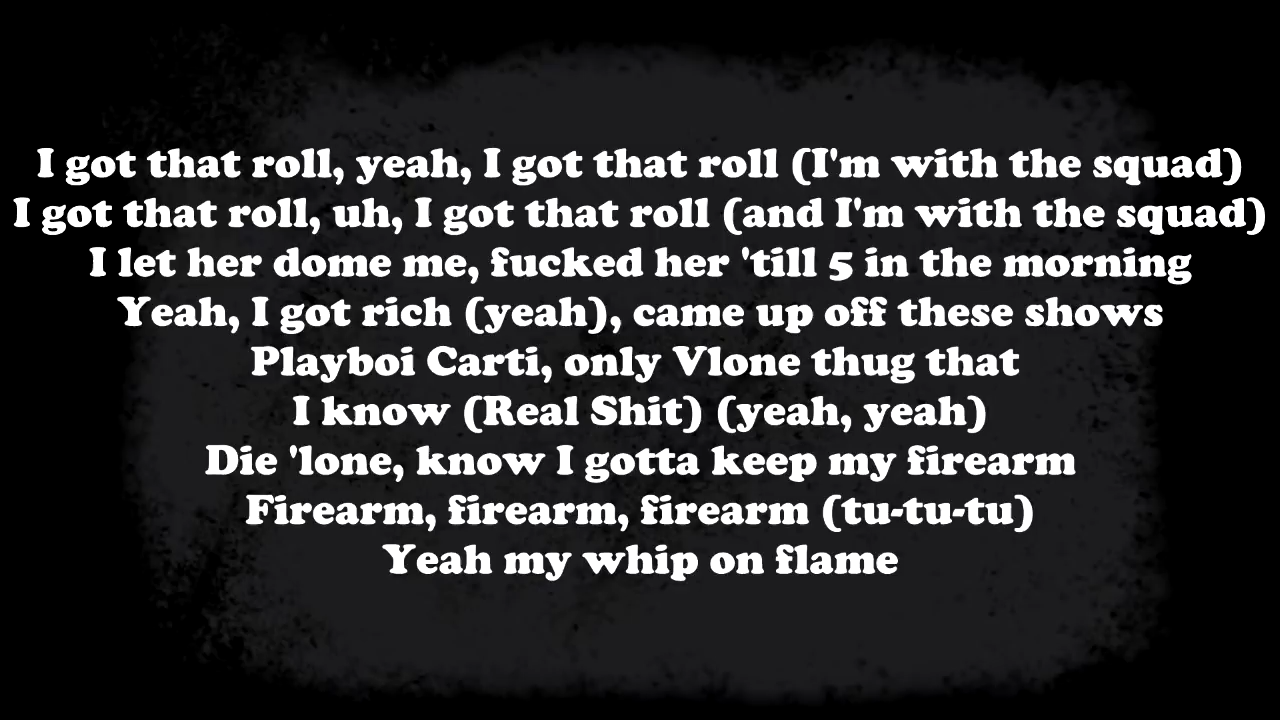 I got that roll, yeah, I got that roll (I'm with the squad)
I got that roll, uh, I got that roll (and I'm with the squad)
I let her dome me, fucked her 'till 5 in the morning
Yeah, I got rich (yeah), came up off these shows
Playboi Carti, only Vlone thug that
I know (Real Shit) (yeah, yeah)
Die 'lone, know I gotta keep my firearm
Firearm, firearm, firearm (tu-tu-tu)
Yeah my whip on flame